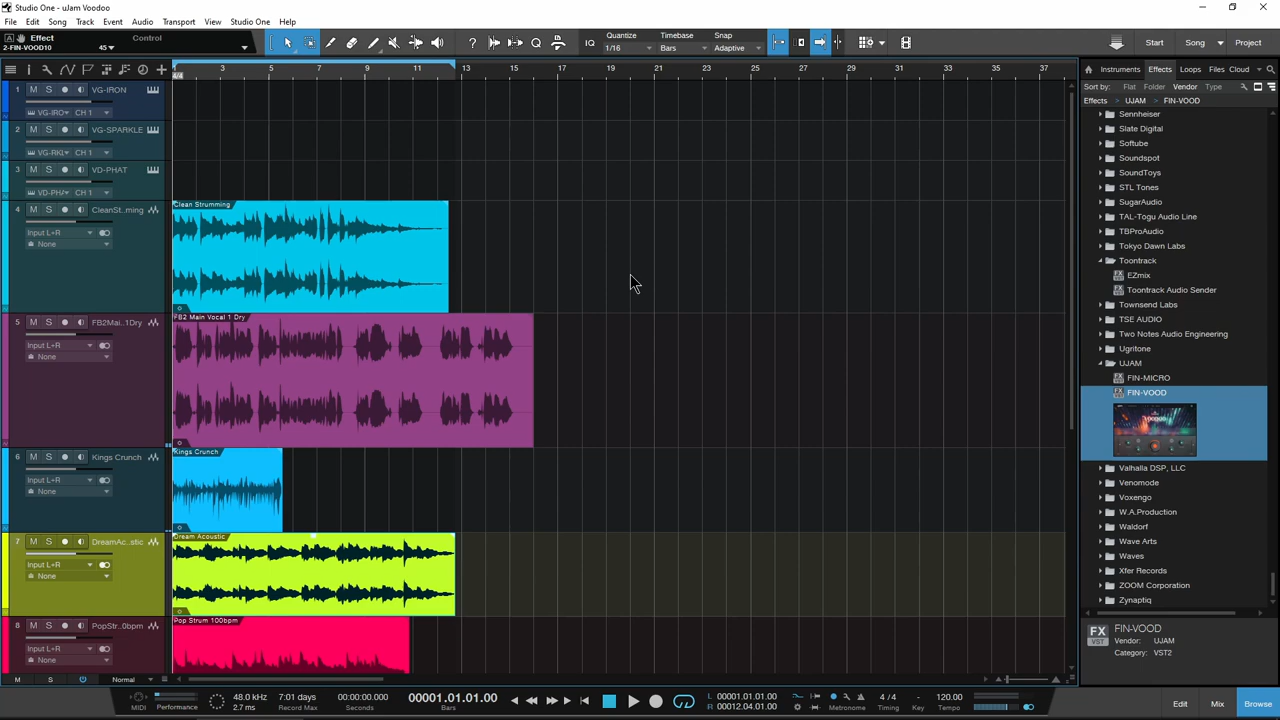 Studio One - uJam Voodoo
File Edit Song Track Event Audio Transport View Studio One Help
Effect Control
2-FIN-VOOD10 45
IQ Quantize Timebase Snap
1/16 Bars Adaptive
Start Song Project
3 5 7 9 11 13 15 17 19 21 23 25 27 29 31 33 35 37
4/4
1 M S VG-IRON
VG-IRO CH 1
2 M S VG-SPARKLE
VG-RKL CH 1
3 M S VD-PHAT
VD-PHA CH 1
4 M S CleanSt...ming
Input L+R
None
Clean Strumming
5 M S FB2Mai...1Dry
Input L+R
None
FB2 Main Vocal 1 Dry
6 M S Kings Crunch
Input L+R
None
Kings Crunch
7 M S DreamAc...stic
Input L+R
None
Dream Acoustic
8 M S PopStr...0bpm
Input L+R
None
Pop Strum 100bpm
M S Normal
Instruments Effects Loops Files Cloud
Sort by: Flat Folder Vendor Type
Effects > UJAM > FIN-VOOD
Sennheiser
Slate Digital
Softube
Soundspot
SoundToys
STL Tones
SugarAudio
TAL-Togu Audio Line
TBProAudio
Tokyo Dawn Labs
Toontrack
EZmix
Toontrack Audio Sender
Townsend Labs
TSE AUDIO
Two Notes Audio Engineering
Ugritone
UJAM
FIN-MICRO
FIN-VOOD
Valhalla DSP, LLC
Venomode
Voxengo
W.A.Production
Waldorf
Wave Arts
Waves
Xfer Records
ZOOM Corporation
Zynaptiq
FX
VST
FIN-VOOD
Vendor: UJAM
Category: VST2
MIDI Performance
48.0 kHz
2.7 ms
7:01 days
Record Max
00:00:00.000
Seconds
00001.01.01.00
Bars
L 00001.01.01.00
R 00012.04.01.00
Metronome
4 / 4
Timing
-
Key
120.00
Tempo
Edit Mix Browse